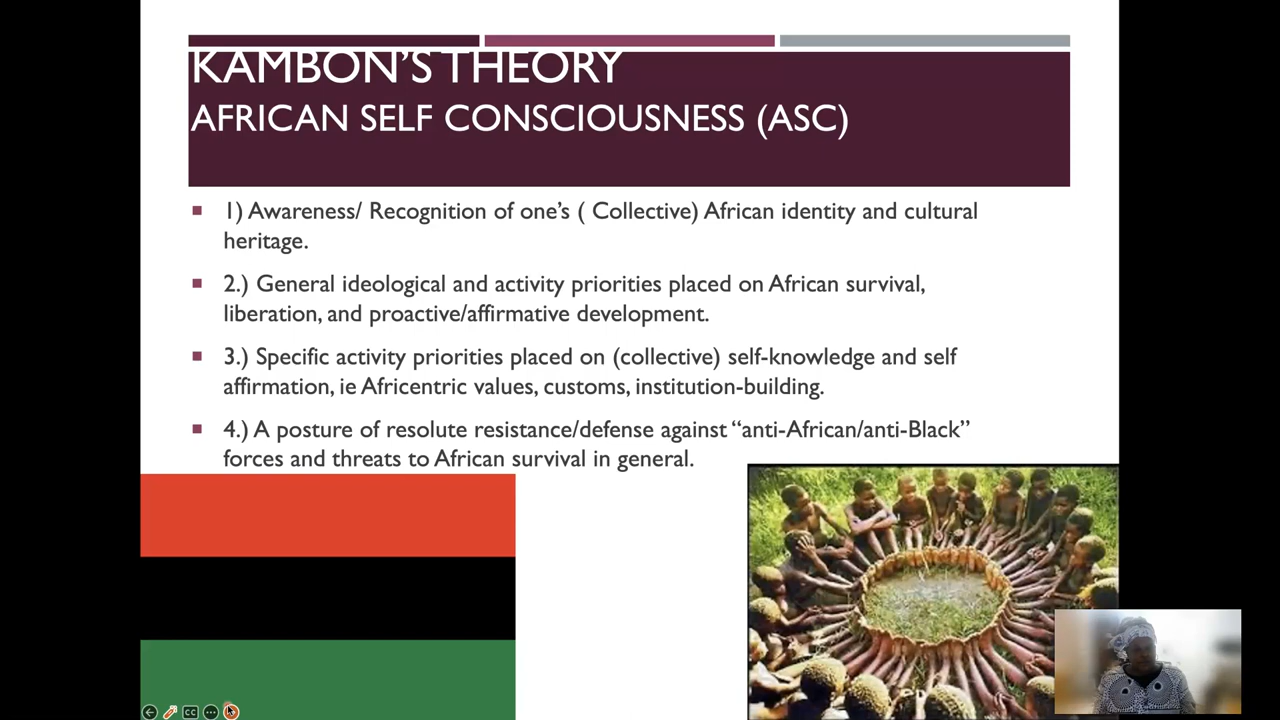 KAMBON'S THEORY
AFRICAN SELF CONSCIOUSNESS (ASC)
1) Awareness/ Recognition of one's ( Collective) African identity and cultural
heritage.
2.) General ideological and activity priorities placed on African survival,
liberation, and proactive/affirmative development.
3.) Specific activity priorities placed on (collective) self-knowledge and self
affirmation, ie Africentric values, customs, institution-building.
4.) A posture of resolute resistance/defense against “anti-African/anti-Black”
forces and threats to African survival in general.
CC